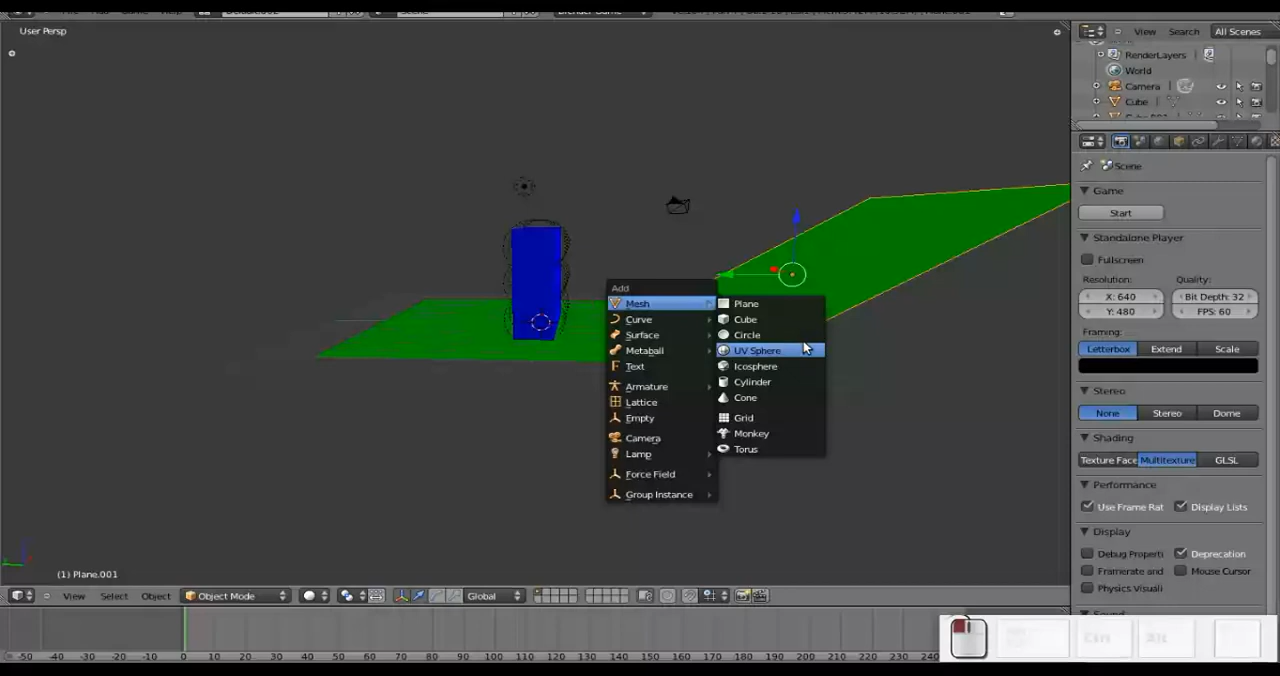 User Persp
View Search All Scenes
RenderLayers
World
Camera
Cube
Scene
Game
Start
Standalone Player
Fullscreen
Resolution: Quality:
X: 640 Bit Depth: 32
Y: 480 FPS: 60
Framing:
Letterbox Extend Scale
Stereo
None Stereo Dome
Shading
Texture Face Multitexture GLSL
Performance
Use Frame Rat Display Lists
Display
Debug Properti Deprecation
Framerate and Mouse Cursor
Physics Visuali
Sound
Add
Mesh
Curve
Surface
Metaball
Text
Armature
Lattice
Empty
Camera
Lamp
Force Field
Group Instance
Plane
Cube
Circle
UV Sphere
Icosphere
Cylinder
Cone
Grid
Monkey
Torus
(1) Plane.001
View Select Object Object Mode Global
-50 -40 -30 -20 -10 0 10 20 30 40 50 60 70 80 90 100 110 120 130 140 150 160 170 180 190 200 210 220 230 240
Ctrl Alt